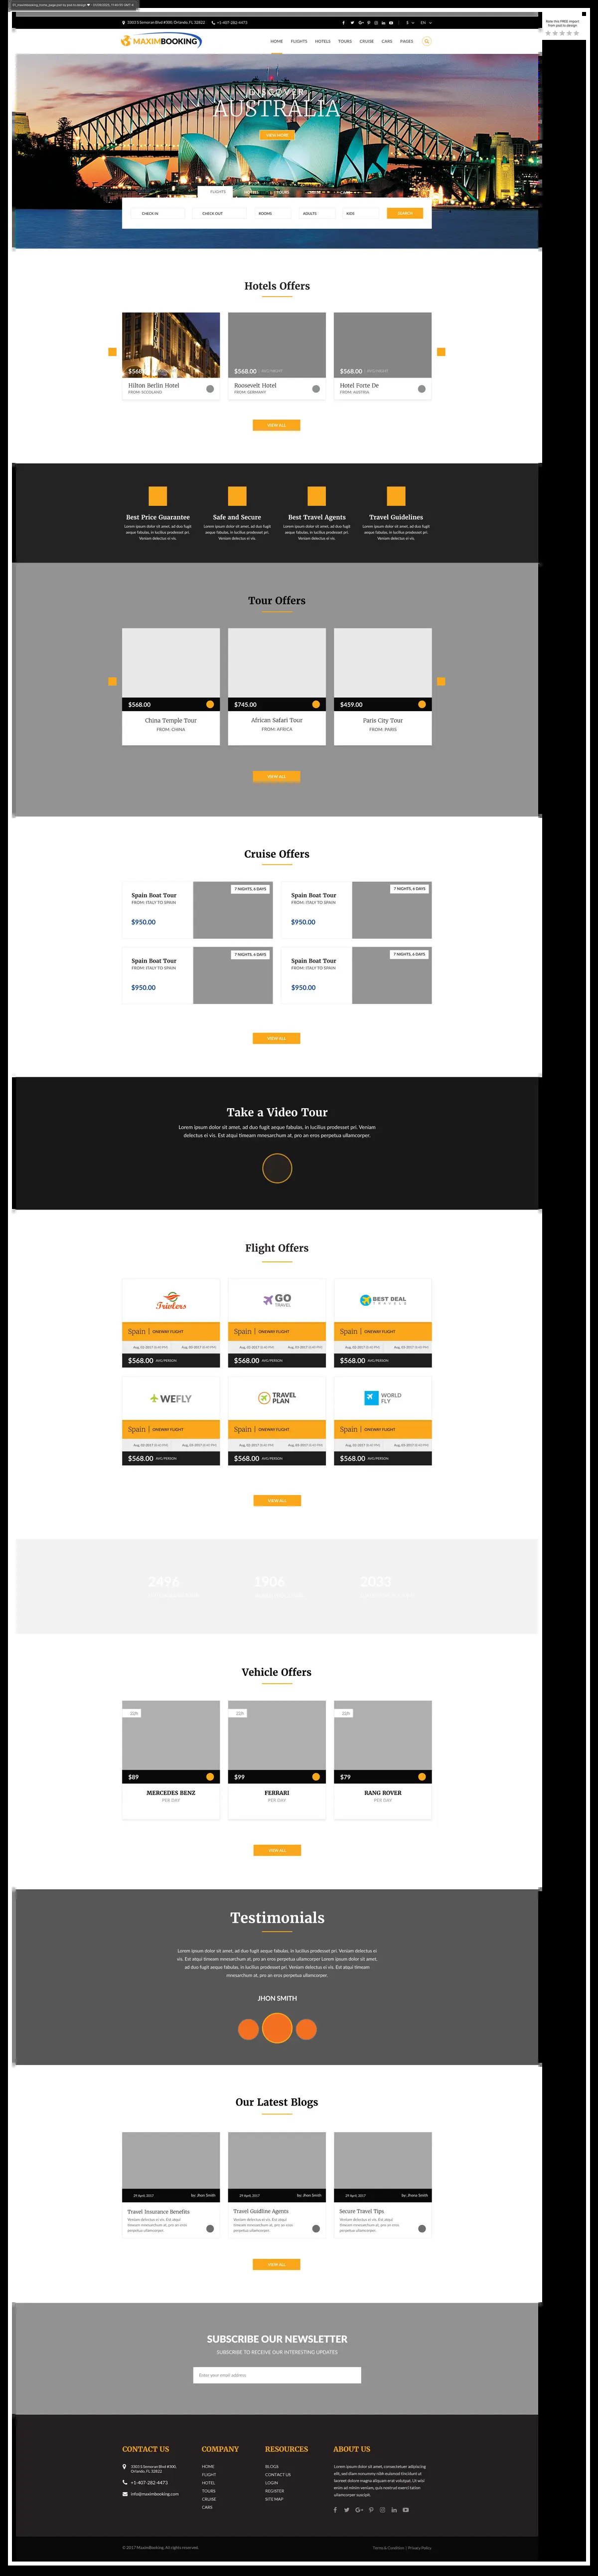 3303 S Semoran Blvd #300, Orlando, FL 32822
+1-407-282-4473
$
EN
Rate this FREE import
from psd.to.design
MAXIMBOOKING
HOME FLIGHTS HOTELS TOURS CRUISE CARS PAGES
DISCOVER
AUSTRALIA
VIEW MORE
FLIGHTS
CHECK IN CHECK OUT ROOMS ADULTS KIDS SEARCH
Hotels Offers
$568.00 $568.00
Hilton Berlin Hotel Roosevelt Hotel Hotel Forte De
FROM: SCOSLAND FROM: GERMANY FROM: AUSTRIA
VIEW ALL
Best Price Guarantee Safe and Secure Best Travel Agents Travel Guidelines
Lorem ipsum dolor sit amet, ad duo fugit Lorem ipsum dolor sit amet, ad duo fugit Lorem ipsum dolor sit amet, ad duo fugit Lorem ipsum dolor sit amet, ad duo fugit
aeque fabulas, in lucilius prodesset pri. aeque fabulas, in lucilius prodesset pri. aeque fabulas, in lucilius prodesset pri. aeque fabulas, in lucilius prodesset pri.
Veniam delectus ei vis. Veniam delectus ei vis. Veniam delectus ei vis. Veniam delectus ei vis.
Tour Offers
$568.00 $745.00 $459.00
China Temple Tour African Safari Tour Paris City Tour
FROM: CHINA FROM: AFRICA FROM: PARIS
VIEW ALL
Cruise Offers
7 NIGHTS, 6 DAYS 7 NIGHTS, 6 DAYS
Spain Boat Tour Spain Boat Tour
FROM: ITALY TO SPAIN FROM: ITALY TO SPAIN
$950.00 $950.00
7 NIGHTS, 6 DAYS 7 NIGHTS, 6 DAYS
Spain Boat Tour Spain Boat Tour
FROM: ITALY TO SPAIN FROM: ITALY TO SPAIN
$950.00 $950.00
VIEW ALL
Take a Video Tour
Lorem ipsum dolor sit amet, ad duo fugit aeque fabulas, in lucilius prodesset pri. Veniam
delectus ei vis. Est atqui timeam mnesarchum at, pro an eros perpetua ullamcorper.
Flight Offers
Trivlers GO TRAVEL BEST DEAL TRAVELS
Spain | ONEWAY FLIGHT Spain | ONEWAY FLIGHT Spain | ONEWAY FLIGHT
$568.00 AVG/PERSON $568.00 AVG/PERSON $568.00 AVG/PERSON
WEFLY TRAVEL PLAN WORLD FLY
Spain | ONEWAY FLIGHT Spain | ONEWAY FLIGHT Spain | ONEWAY FLIGHT
$568.00 AVG/PERSON $568.00 AVG/PERSON $568.00 AVG/PERSON
VIEW ALL
2496 1906 2033
Vehicle Offers
$89 $99 $79
MERCEDES BENZ FERRARI RANG ROVER
PER DAY PER DAY PER DAY
VIEW ALL
Testimonials
Lorem ipsum dolor sit amet, ad duo fugit aeque fabulas, in lucilius prodesset pri. Veniam delectus ei
vis. Est atqui timeam mnesarchum at, pro an eros perpetua ullamcorper Lorem ipsum dolor sit amet,
ad duo fugit aeque fabulas, in lucilius prodesset pri. Veniam delectus ei vis. Est atqui timeam
mnesarchum at, pro an eros perpetua ullamcorper.
JHON SMITH
Our Latest Blogs
29 April, 2017 by: Jhon Smith 29 April, 2017 by: Jhon Smith 29 April, 2017 by: Jhona Smith
Travel Insurance Benefits Travel Guidline Agents Secure Travel Tips
Veniam delectus ei vis. Est atqui Veniam delectus ei vis. Est atqui Veniam delectus ei vis. Est atqui
timeam mnesarchum at, pro an eros timeam mnesarchum at, pro an eros timeam mnesarchum at, pro an eros
perpetua ullamcorper. perpetua ullamcorper. perpetua ullamcorper.
VIEW ALL
SUBSCRIBE OUR NEWSLETTER
SUBSCRIBE TO RECEIVE OUR INTERESTING UPDATES
Enter your email address
CONTACT US
3303 S Semoran Blvd #300,
Orlando, FL 32822
+1-407-282-4473
info@maximbooking.com
COMPANY
HOME
FLIGHT
HOTEL
TOURS
CRUISE
CARS
RESOURCES
BLOGS
CONTACT US
LOGIN
REGISTER
SITE MAP
ABOUT US
Lorem ipsum dolor sit amet, consectetuer adipiscing
elit, sed diam nonummy nibh euismod tincidunt ut
laoreet dolore magna aliquam erat volutpat. Ut wisi
enim ad minim veniam, quis nostrud exerci tation
ullamcorper suscipit.
© 2017 MaximBooking. All rights reserved. Terms & Condition | Privacy Policy